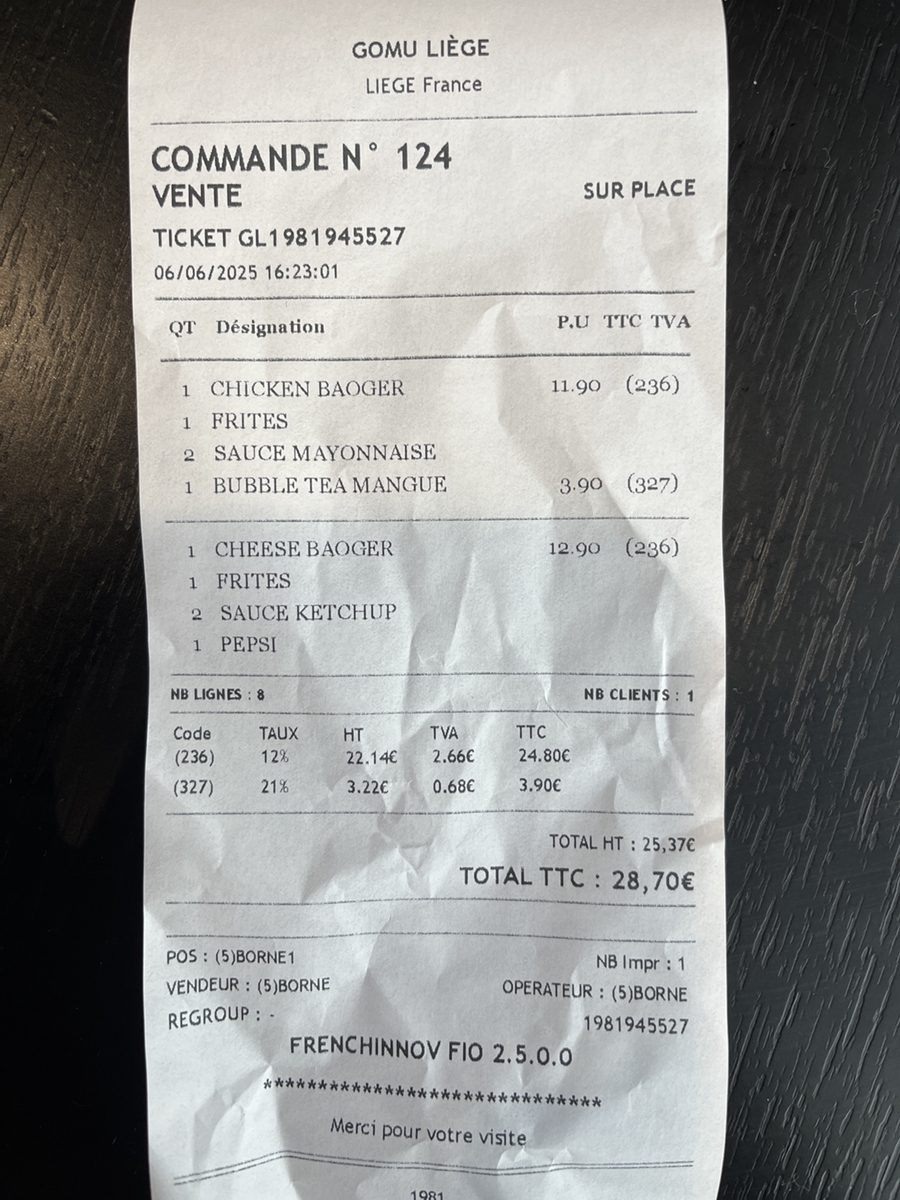 GOMU LIÈGE
LIEGE France
COMMANDE N° 124
VENTE SUR PLACE
TICKET GL1981945527
06/06/2025 16:23:01
QT Désignation P.U TTC TVA
1 CHICKEN BAOGER 11.90 (236)
1 FRITES
2 SAUCE MAYONNAISE
1 BUBBLE TEA MANGUE 3.90 (327)
1 CHEESE BAOGER 12.90 (236)
1 FRITES
2 SAUCE KETCHUP
1 PEPSI
NB LIGNES : 8 NB CLIENTS : 1
Code TAUX HT TVA TTC
(236) 12% 22.14€ 2.66€ 24.80€
(327) 21% 3.22€ 0.68€ 3.90€
TOTAL HT : 25,37€
TOTAL TTC : 28,70€
POS : (5)BORNE1 NB Impr : 1
VENDEUR : (5)BORNE OPERATEUR : (5)BORNE
REGROUP : - 1981945527
FRENCHINNOV FIO 2.5.0.0
*******************************
Merci pour votre visite
1981